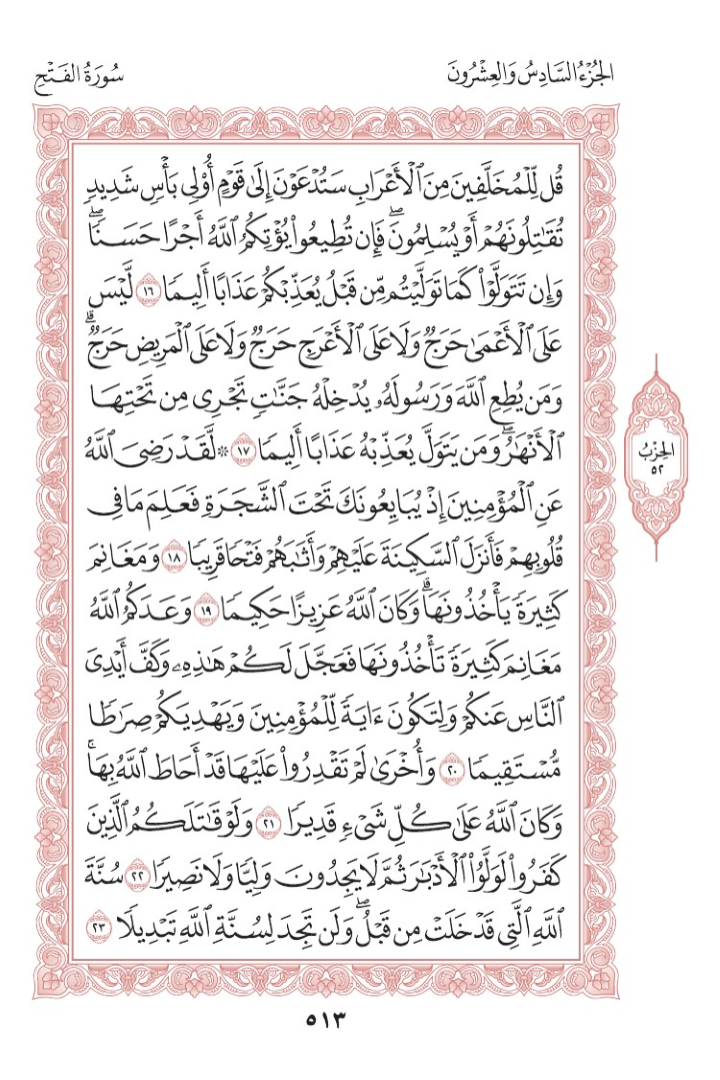 الجُزْءُ السَّادِسُ وَالعِشْرُونَ
سُورَةُ الفَتْحِ
قُل لِّلْمُخَلَّفِينَ مِنَ ٱلْأَعْرَابِ سَتُدْعَوْنَ إِلَىٰ قَوْمٍ أُو۟لِى بَأْسٍ شَدِيدٍ
تُقَٰتِلُونَهُمْ أَوْ يُسْلِمُونَۖ فَإِن تُطِيعُوا۟ يُؤْتِكُمُ ٱللَّهُ أَجْرًا حَسَنًاۖ
وَإِن تَتَوَلَّوْا۟ كَمَا تَوَلَّيْتُم مِّن قَبْلُ يُعَذِّبْكُمْ عَذَابًا أَلِيمًا ١٦ لَّيْسَ
عَلَى ٱلْأَعْمَىٰ حَرَجٌ وَلَا عَلَى ٱلْأَعْرَجِ حَرَجٌ وَلَا عَلَى ٱلْمَرِيضِ حَرَجٌۗ
وَمَن يُطِعِ ٱللَّهَ وَرَسُولَهُۥ يُدْخِلْهُ جَنَّٰتٍ تَجْرِى مِن تَحْتِهَا
ٱلْأَنْهَٰرُۖ وَمَن يَتَوَلَّ يُعَذِّبْهُ عَذَابًا أَلِيمًا ١٧ ۞ لَّقَدْ رَضِىَ ٱللَّهُ
عَنِ ٱلْمُؤْمِنِينَ إِذْ يُبَايِعُونَكَ تَحْتَ ٱلشَّجَرَةِ فَعَلِمَ مَا فِى
قُلُوبِهِمْ فَأَنزَلَ ٱلسَّكِينَةَ عَلَيْهِمْ وَأَثَٰبَهُمْ فَتْحًا قَرِيبًا ١٨ وَمَغَانِمَ
كَثِيرَةً يَأْخُذُونَهَاۗ وَكَانَ ٱللَّهُ عَزِيزًا حَكِيمًا ١٩ وَعَدَكُمُ ٱللَّهُ
مَغَانِمَ كَثِيرَةً تَأْخُذُونَهَا فَعَجَّلَ لَكُمْ هَٰذِهِۦ وَكَفَّ أَيْدِىَ
ٱلنَّاسِ عَنكُمْ وَلِتَكُونَ ءَايَةً لِّلْمُؤْمِنِينَ وَيَهْدِيَكُمْ صِرَٰطًا
مُّسْتَقِيمًا ٢٠ وَأُخْرَىٰ لَمْ تَقْدِرُوا۟ عَلَيْهَا قَدْ أَحَاطَ ٱللَّهُ بِهَاۚ
وَكَانَ ٱللَّهُ عَلَىٰ كُلِّ شَىْءٍ قَدِيرًا ٢١ وَلَوْ قَٰتَلَكُمُ ٱلَّذِينَ
كَفَرُوا۟ لَوَلَّوُا۟ ٱلْأَدْبَٰرَ ثُمَّ لَا يَجِدُونَ وَلِيًّا وَلَا نَصِيرًا ٢٢ سُنَّةَ
ٱللَّهِ ٱلَّتِى قَدْ خَلَتْ مِن قَبْلُۖ وَلَن تَجِدَ لِسُنَّةِ ٱللَّهِ تَبْدِيلًا ٢٣
الحِزْبُ
٥٢
٥١٣